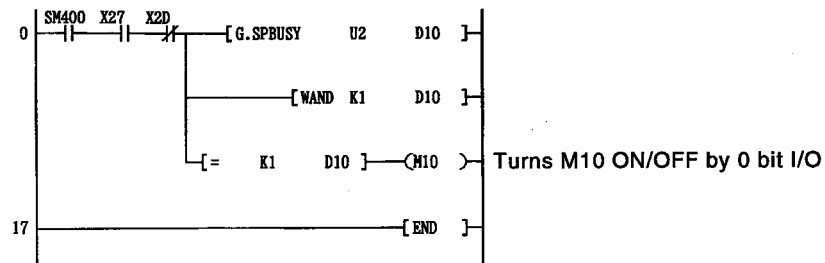 SM400 X27 X2D
0 [ G.SPBUSY U2 D10 ]
[ WAND K1 D10 ]
[ = K1 D10 ] (M10 ) Turns M10 ON/OFF by 0 bit I/O
17 [ END ]